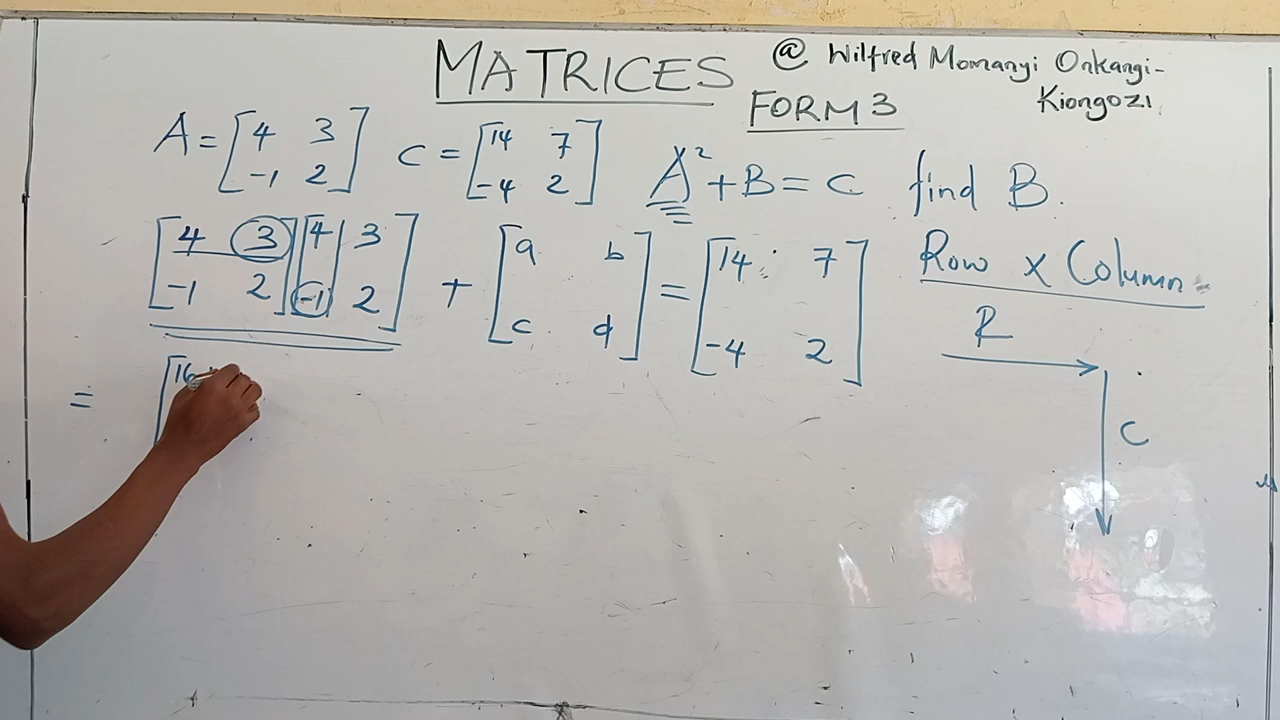 MATRICES @ Wilfred Momanyi Onkangi-
FORM 3 Kiongozi
A = [4 3
-1 2] C = [14 7
-4 2] A² + B = C find B.
[4 3
-1 2] [4 3
-1 2] + [a b
c d] = [14 7
-4 2]
Row x Column
R
C
= [16